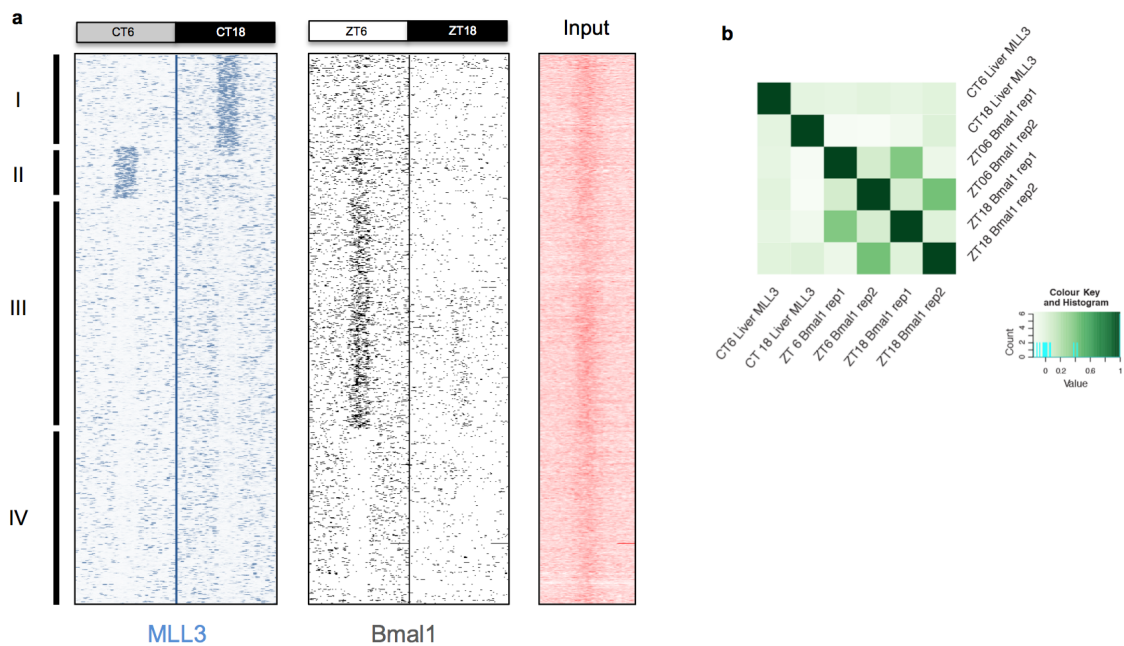 a
CT6
CT18
ZT6
ZT18
Input
I
II
III
IV
MLL3
Bmal1
b
CT6 Liver MLL3
CT18 Liver MLL3
ZT06 Bmal1 rep1
ZT06 Bmal1 rep2
ZT18 Bmal1 rep1
ZT18 Bmal1 rep2
CT6 Liver MLL3
CT 18 Liver MLL3
ZT 6 Bmal1 rep1
ZT6 Bmal1 rep2
ZT18 Bmal1 rep1
ZT18 Bmal1 rep2
Colour Key
and Histogram
Count
0 2 4 6
0 0.2 0.6 1
Value